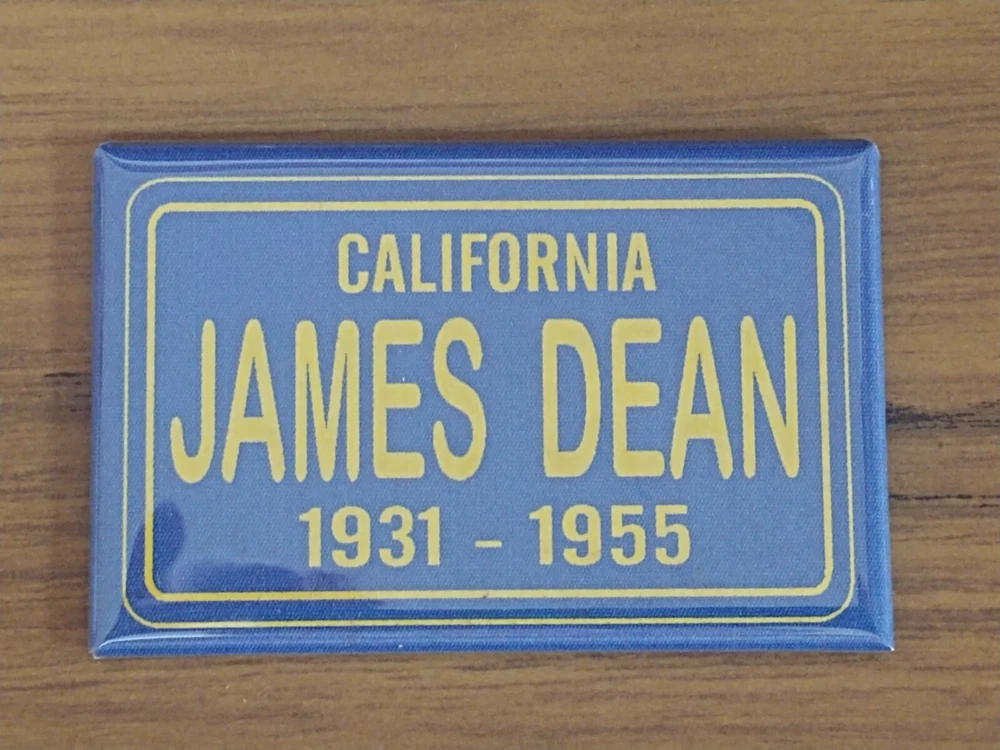 CALIFORNIA
JAMES DEAN
1931 - 1955